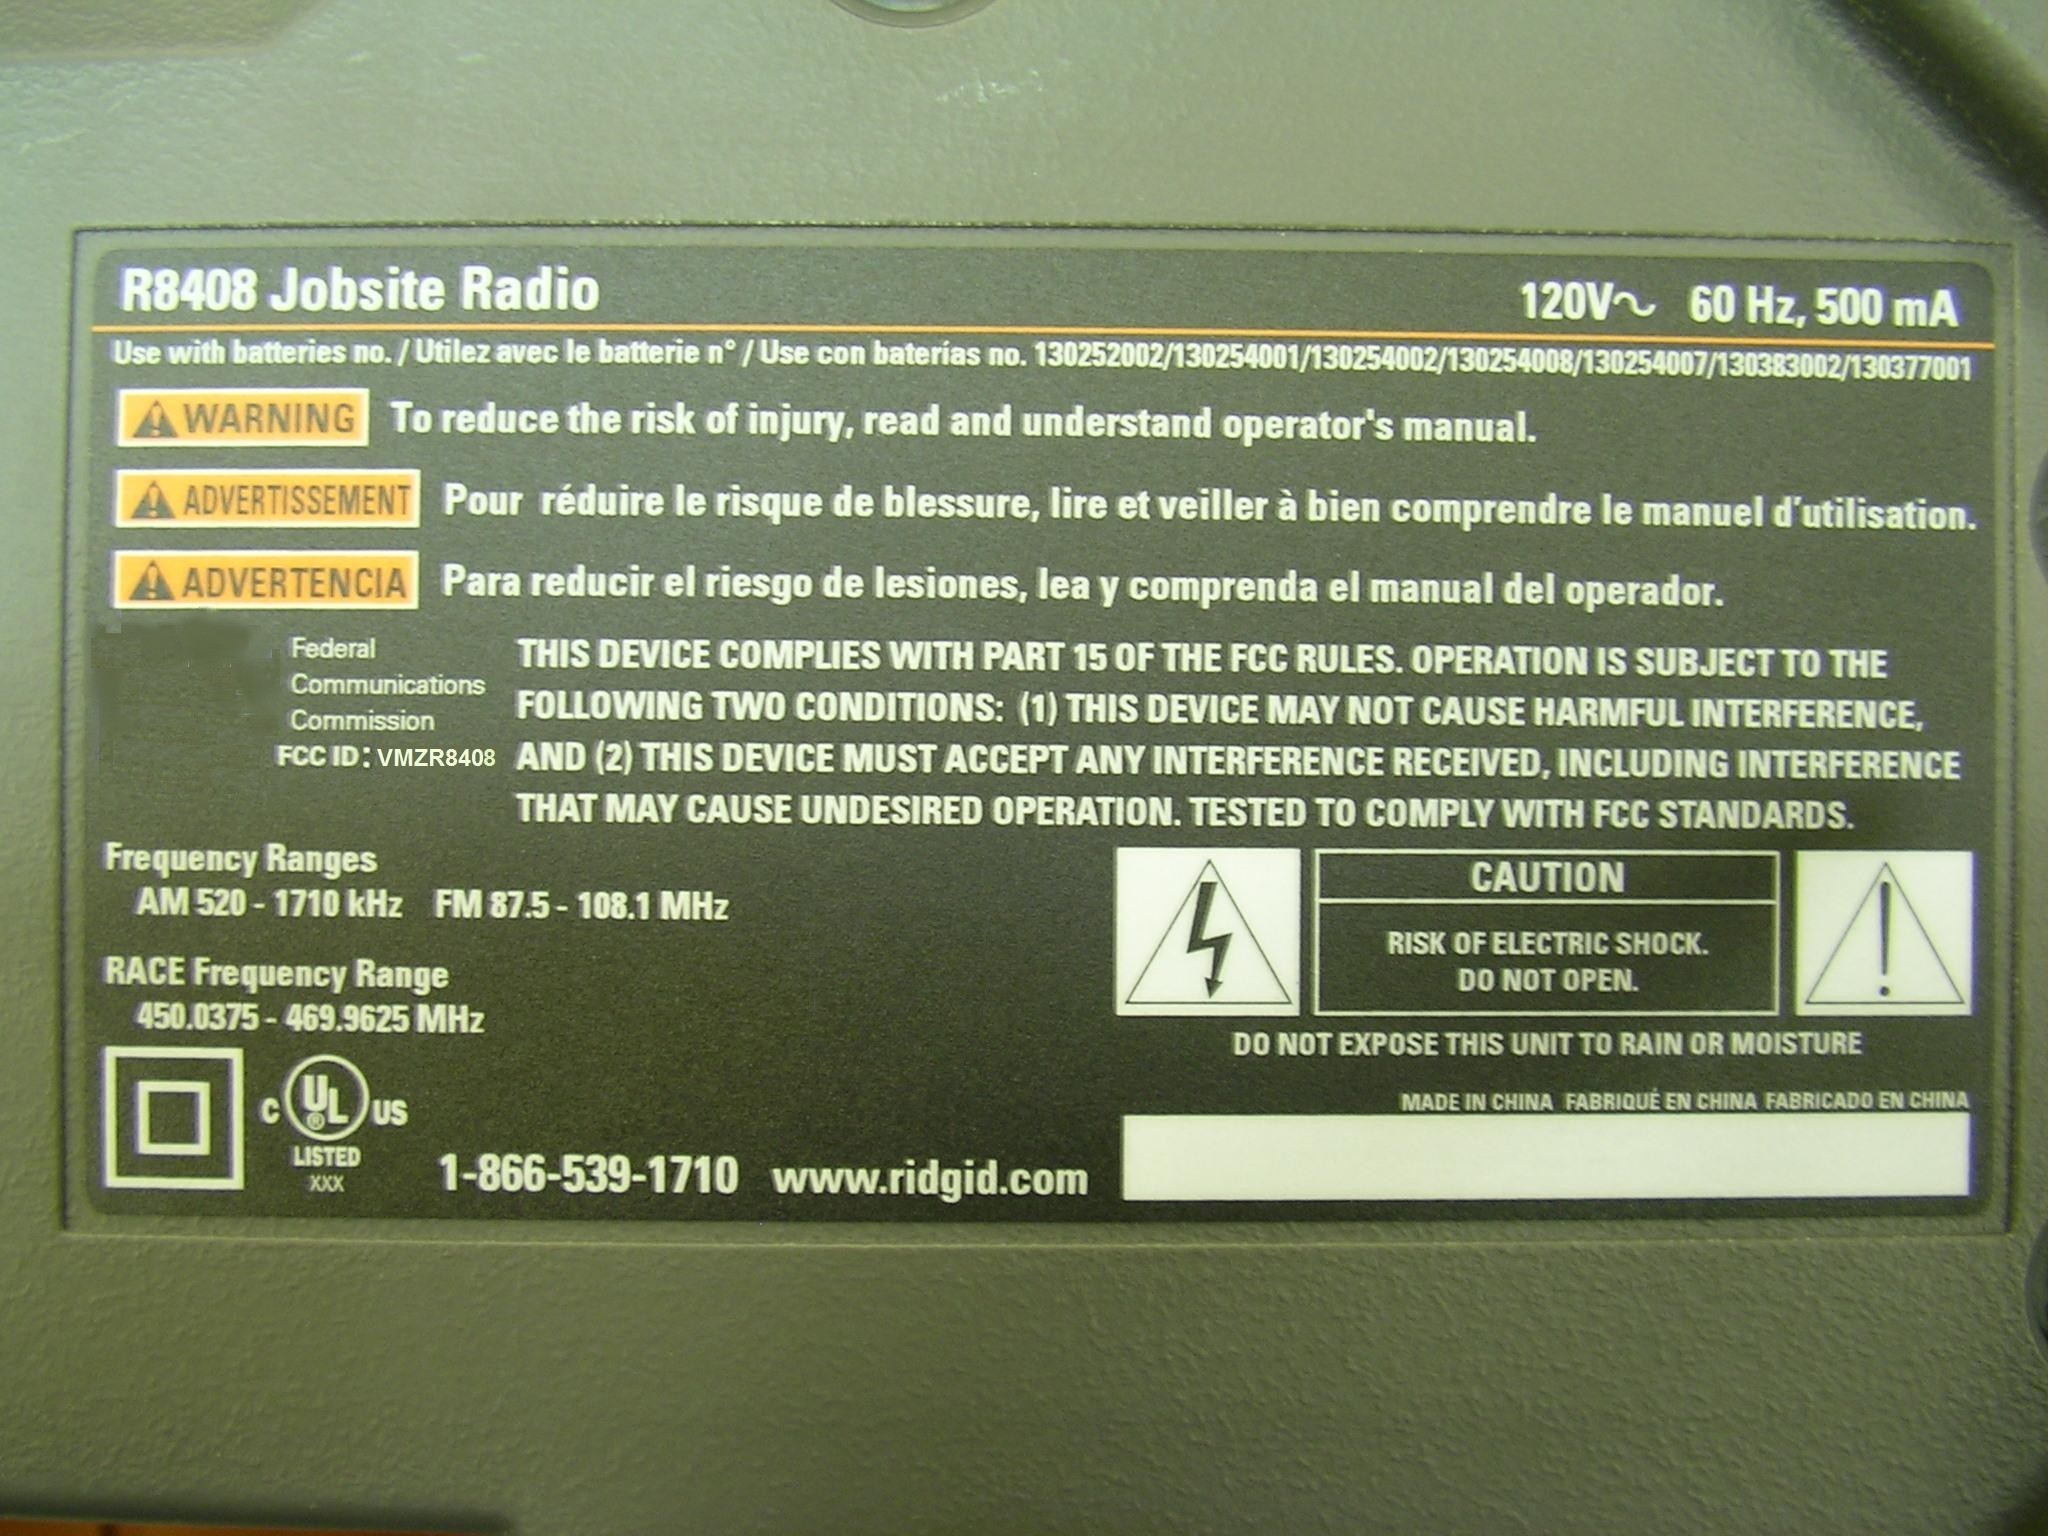 R8408 Jobsite Radio 120V~ 60 Hz, 500 mA
Use with batteries no. / Utilez avec le batterie n° / Use con baterías no. 130252002/130254001/130254002/130254008/130254007/130383002/130377001
WARNING To reduce the risk of injury, read and understand operator's manual.
ADVERTISSEMENT Pour réduire le risque de blessure, lire et veiller à bien comprendre le manuel d'utilisation.
ADVERTENCIA Para reducir el riesgo de lesiones, lea y comprenda el manual del operador.
Federal
Communications
Commission
FCC ID: VMZR8408
THIS DEVICE COMPLIES WITH PART 15 OF THE FCC RULES. OPERATION IS SUBJECT TO THE
FOLLOWING TWO CONDITIONS: (1) THIS DEVICE MAY NOT CAUSE HARMFUL INTERFERENCE,
AND (2) THIS DEVICE MUST ACCEPT ANY INTERFERENCE RECEIVED, INCLUDING INTERFERENCE
THAT MAY CAUSE UNDESIRED OPERATION. TESTED TO COMPLY WITH FCC STANDARDS.
Frequency Ranges
AM 520 - 1710 kHz FM 87.5 - 108.1 MHz
RACE Frequency Range
450.0375 - 469.9625 MHz
CAUTION
RISK OF ELECTRIC SHOCK.
DO NOT OPEN.
DO NOT EXPOSE THIS UNIT TO RAIN OR MOISTURE
MADE IN CHINA FABRIQUÉ EN CHINA FABRICADO EN CHINA
C UL® US
LISTED
XXX
1-866-539-1710 www.ridgid.com